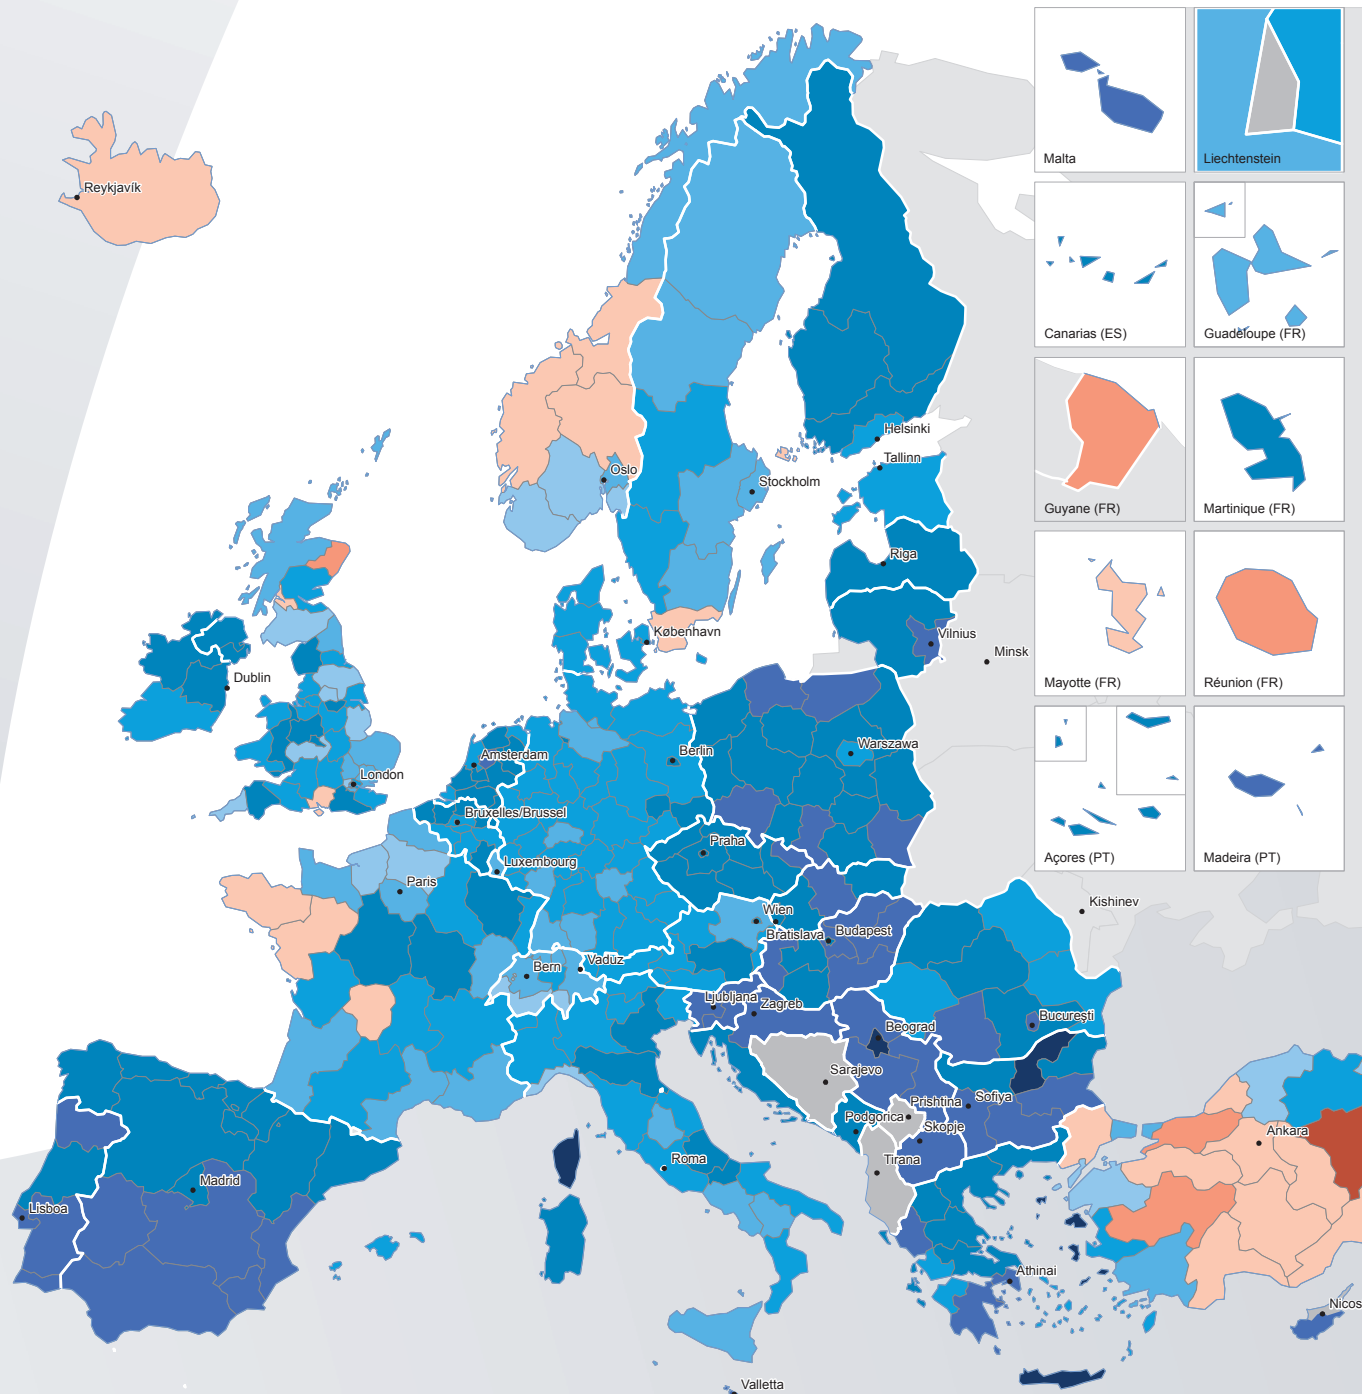 Malta
Liechtenstein
Reykjavík
Canarias (ES)
Guadeloupe (FR)
Helsinki
Tallinn
Oslo
Stockholm
Guyane (FR)
Martinique (FR)
Riga
København
Vilnius
Minsk
Dublin
Mayotte (FR)
Réunion (FR)
Amsterdam
Berlin
Warszawa
London
Bruxelles/Brussel
Praha
Luxembourg
Açores (PT)
Madeira (PT)
Paris
Kishinev
Wien
Bratislava
Budapest
Bern
Vaduz
Ljubljana
Zagreb
Bucureşti
Beograd
Sarajevo
Prishtina
Sofiya
Podgorica
Skopje
Ankara
Roma
Tirana
Madrid
Lisboa
Athinai
Nicos
Valletta